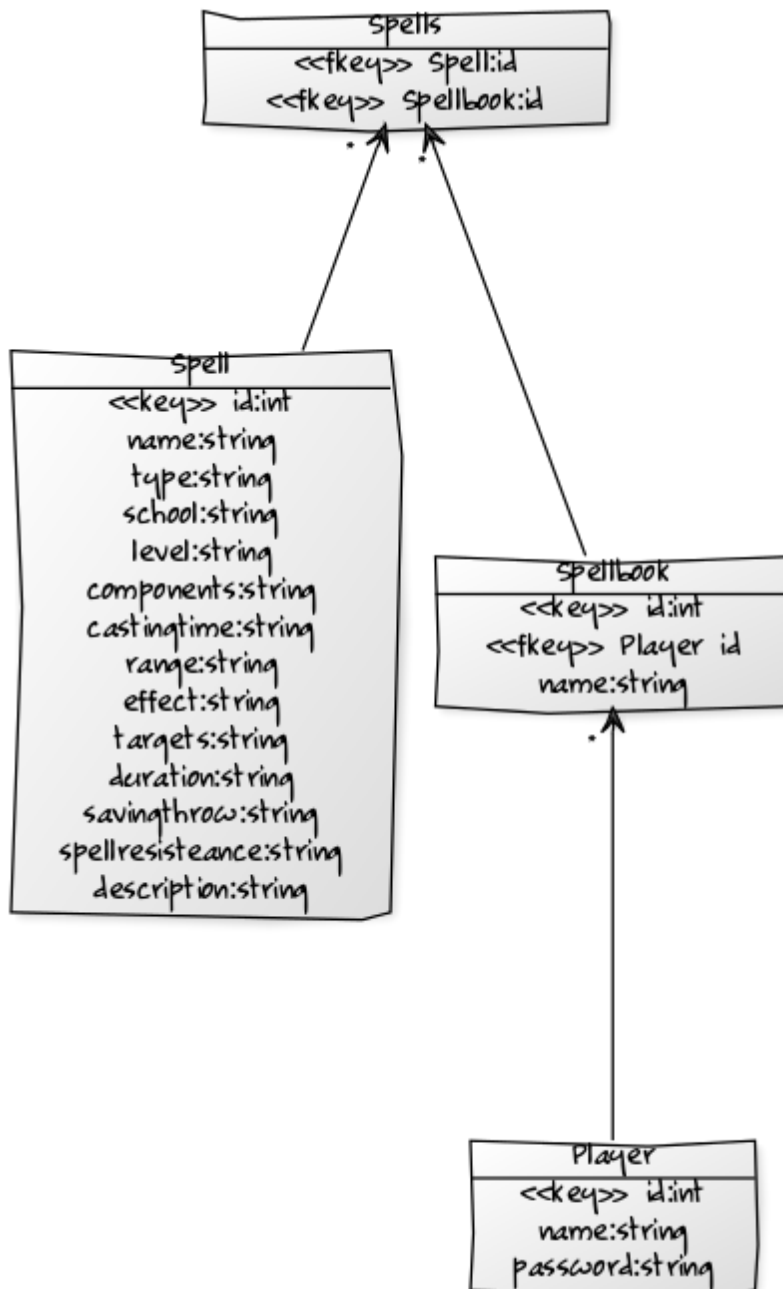 Spells
<<fkey>> Spell:id
<<fkey>> Spellbook:id
*
*
Spell
<<key>> id:int
name:string
type:string
school:string
level:string
components:string
castingtime:string
range:string
effect:string
targets:string
duration:string
savingthrow:string
spellresisteance:string
description:string
Spellbook
<<key>> id:int
<<fkey>> Player id
name:string
*
Player
<<key>> id:int
name:string
password:string